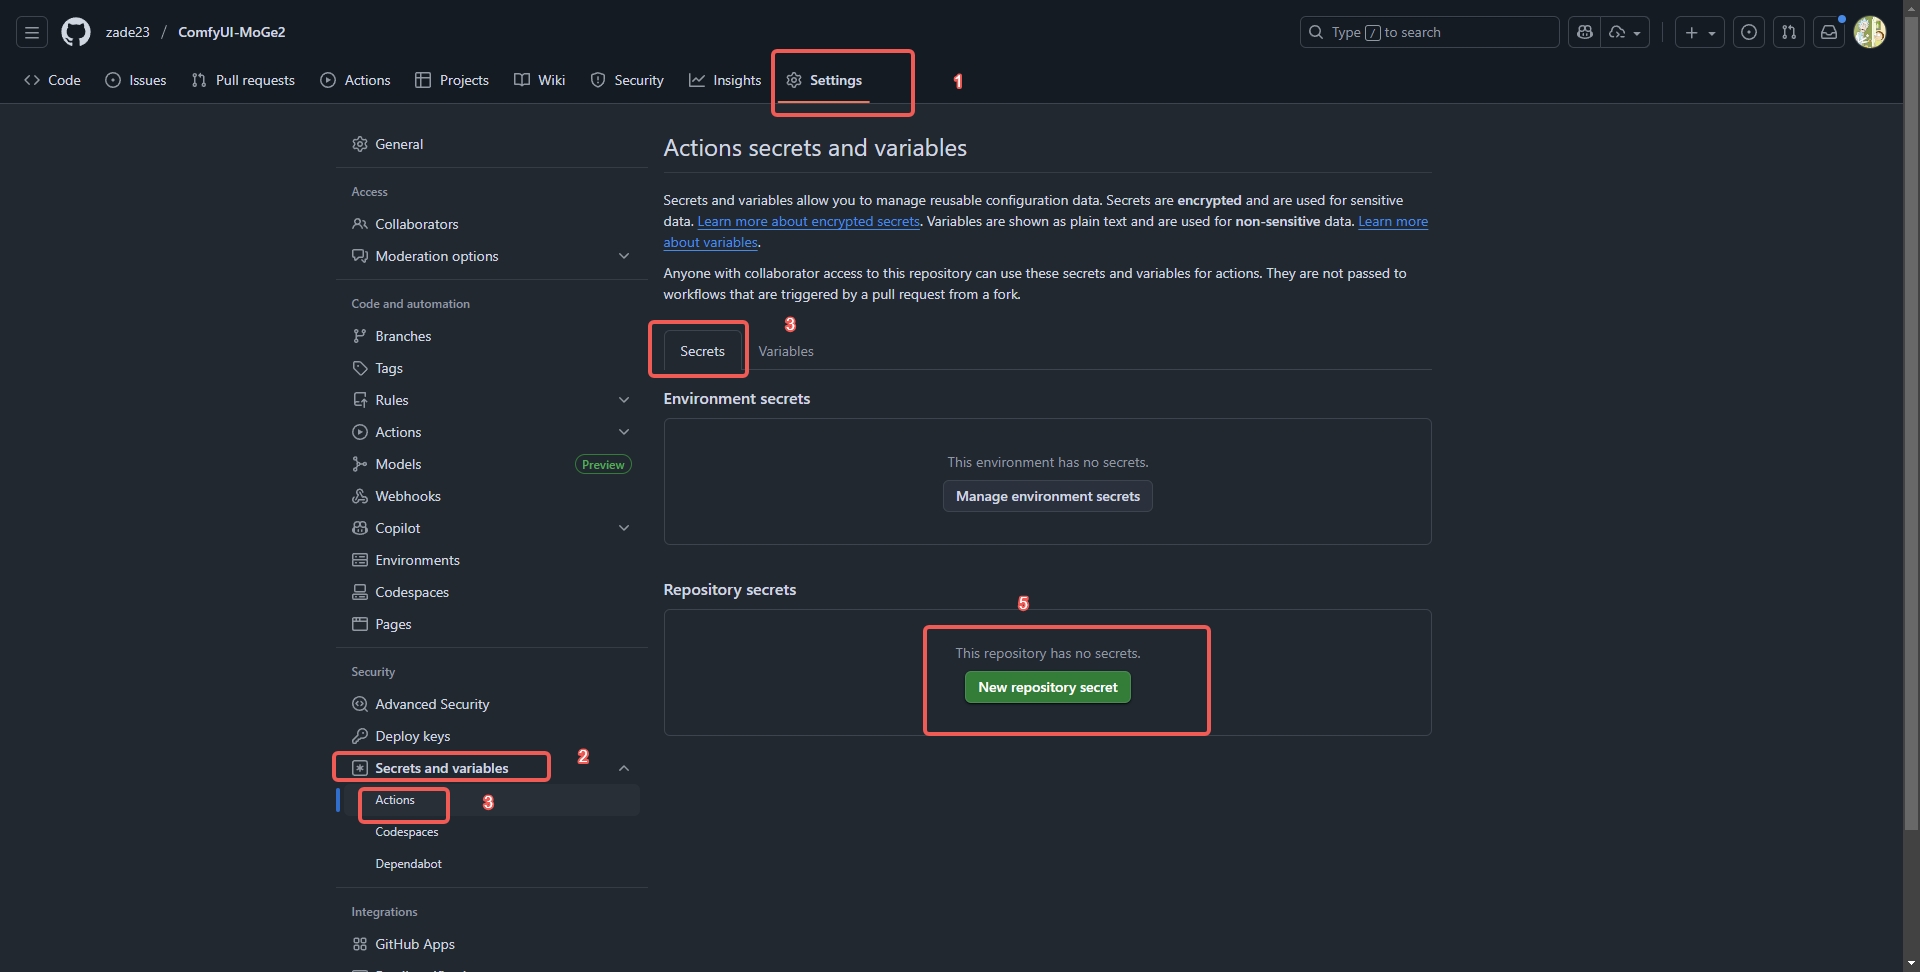 zade23 / ComfyUI-MoGe2
Type / to search
Code
Issues
Pull requests
Actions
Projects
Wiki
Security
Insights
Settings
1
General
Access
Collaborators
Moderation options
Code and automation
Branches
Tags
Rules
Actions
Models
Preview
Webhooks
Copilot
Environments
Codespaces
Pages
Security
Advanced Security
Deploy keys
Secrets and variables
2
Actions
3
Codespaces
Dependabot
Integrations
GitHub Apps
Actions secrets and variables
Secrets and variables allow you to manage reusable configuration data. Secrets are encrypted and are used for sensitive
data. Learn more about encrypted secrets. Variables are shown as plain text and are used for non-sensitive data. Learn more
about variables.
Anyone with collaborator access to this repository can use these secrets and variables for actions. They are not passed to
workflows that are triggered by a pull request from a fork.
3
Secrets
Variables
Environment secrets
This environment has no secrets.
Manage environment secrets
Repository secrets
5
This repository has no secrets.
New repository secret